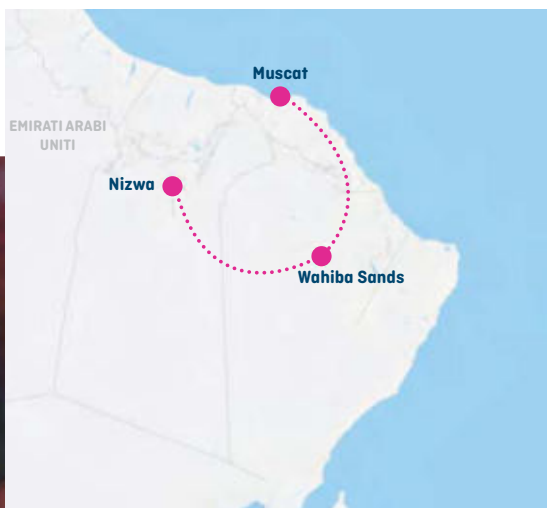 Muscat
EMIRATI ARABI
UNITI
Nizwa
Wahiba Sands